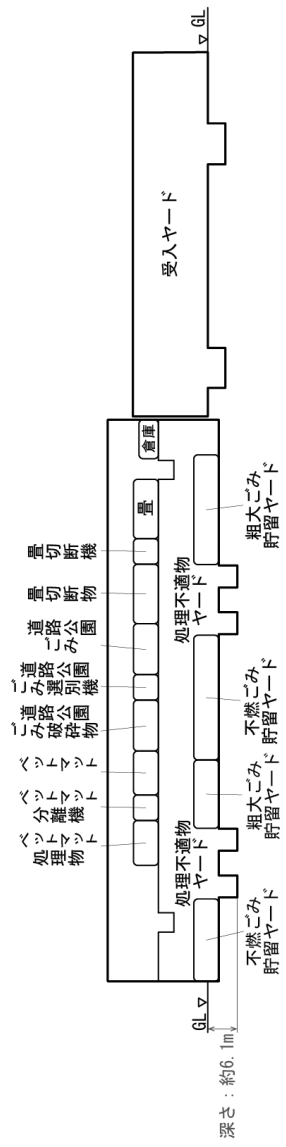 深さ：約6.1m
GL
不燃ごみ
貯留ヤード
粗大ごみ
貯留ヤード
不燃ごみ
貯留ヤード
粗大ごみ
貯留ヤード
処理不適物
ヤード
処理不適物
ヤード
ベットマット
処理物
ベットマット
分離機
ベットマット
道路公園
ごみ破砕物
道路公園
ごみ選別機
道路公園
ごみ
畳切断物
畳切断機
畳
倉庫
受入ヤード
GL